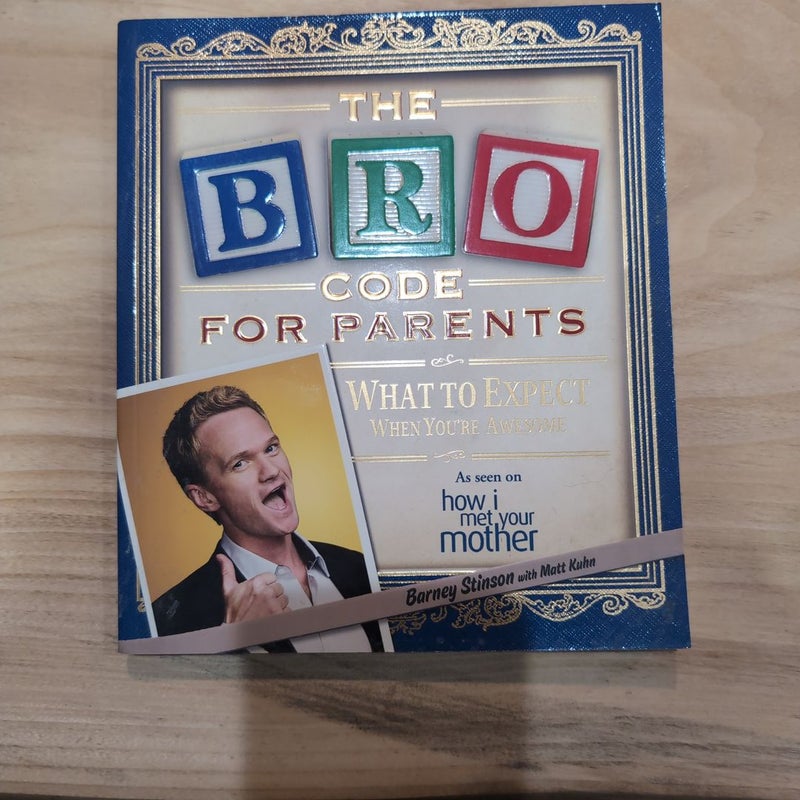 THE
BRO
CODE
FOR PARENTS
WHAT TO EXPECT
WHEN YOU'RE AWESOME
As seen on
how i
met your
mother
Barney Stinson with Matt Kuhn